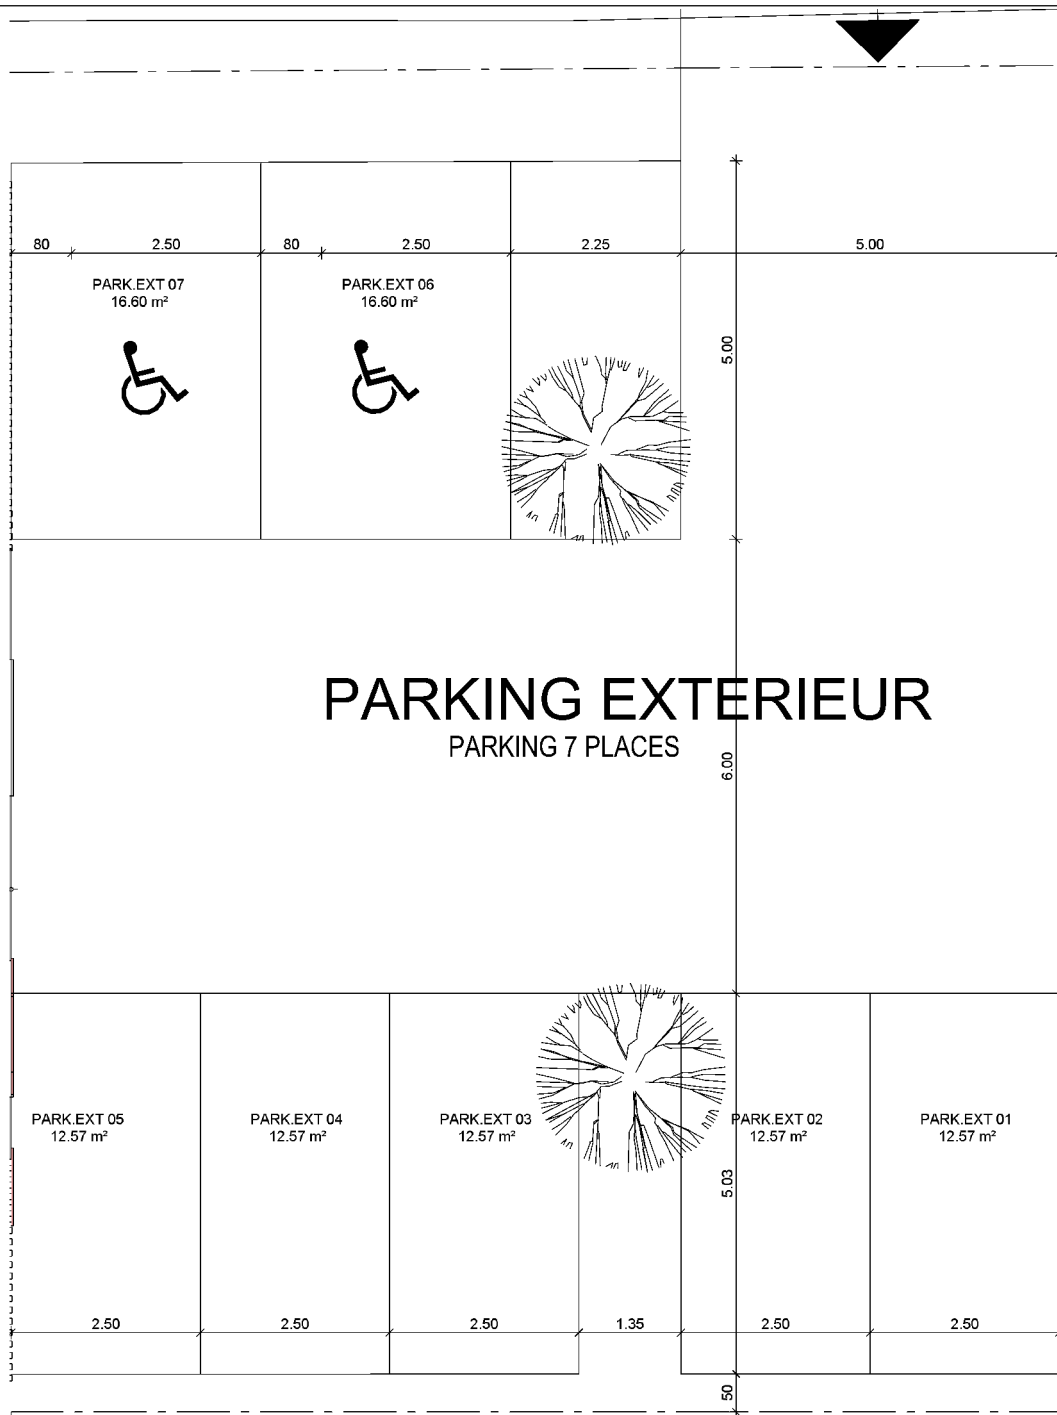 80 2.50 80 2.50 2.25 5.00
PARK.EXT 07
16.60 m²
PARK.EXT 06
16.60 m²
5.00
PARKING EXTERIEUR
PARKING 7 PLACES
6.00
PARK.EXT 05
12.57 m²
PARK.EXT 04
12.57 m²
PARK.EXT 03
12.57 m²
PARK.EXT 02
12.57 m²
PARK.EXT 01
12.57 m²
5.03
2.50 2.50 2.50 1.35 2.50 2.50
50